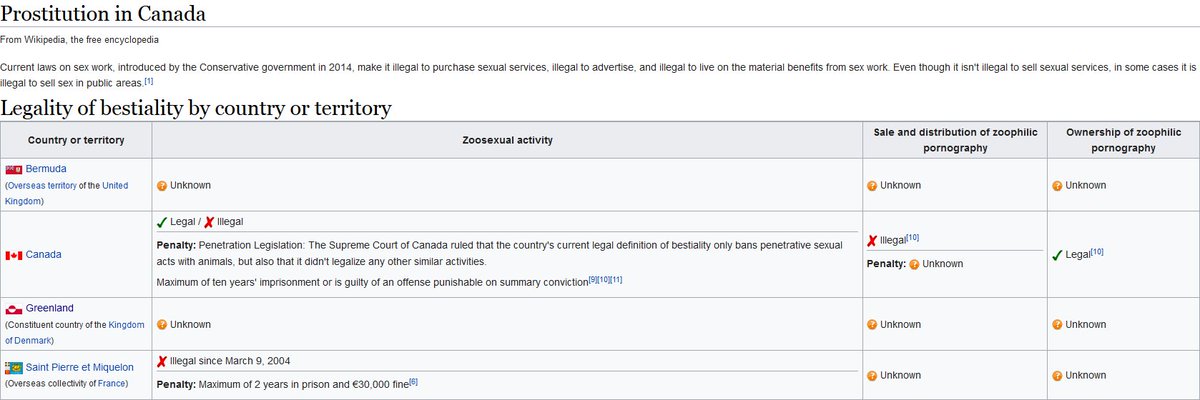 Prostitution in Canada
From Wikipedia, the free encyclopedia
Current laws on sex work, introduced by the Conservative government in 2014, make it illegal to purchase sexual services, illegal to advertise, and illegal to live on the material benefits from sex work. Even though it isn't illegal to sell sexual services, in some cases it is
illegal to sell sex in public areas.[1]
Legality of bestiality by country or territory
Country or territory
Zoosexual activity
Sale and distribution of zoophilic
pornography
Ownership of zoophilic
pornography
Bermuda
(Overseas territory of the United
Kingdom)
Unknown
Unknown
Unknown
Canada
Legal / Illegal
Penalty: Penetration Legislation: The Supreme Court of Canada ruled that the country's current legal definition of bestiality only bans penetrative sexual
acts with animals, but also that it didn't legalize any other similar activities.
Maximum of ten years' imprisonment or is guilty of an offense punishable on summary conviction[9][10][11]
Illegal[10]
Penalty: Unknown
Legal[10]
Greenland
(Constituent country of the Kingdom
of Denmark)
Unknown
Unknown
Unknown
Saint Pierre et Miquelon
(Overseas collectivity of France)
Illegal since March 9, 2004
Penalty: Maximum of 2 years in prison and €30,000 fine[6]
Unknown
Unknown